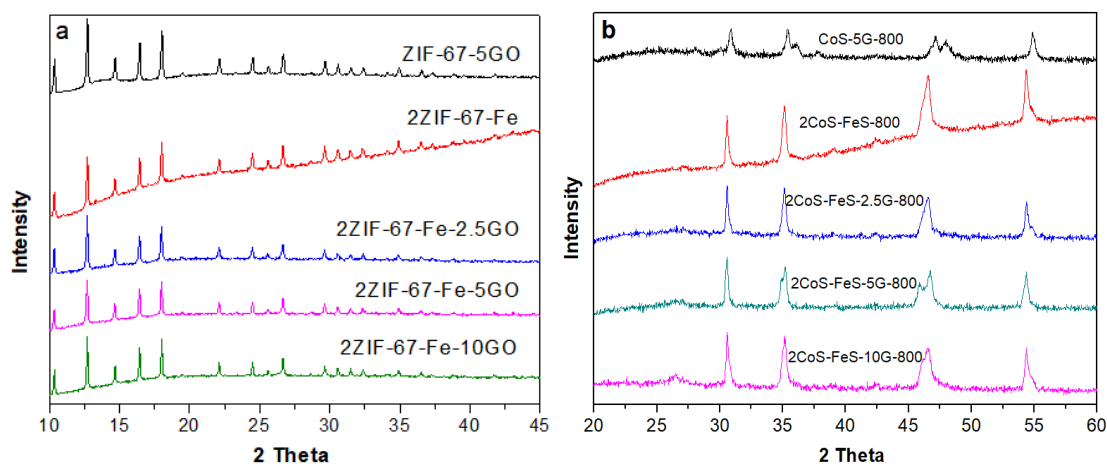 a
ZIF-67-5GO
2ZIF-67-Fe
2ZIF-67-Fe-2.5GO
2ZIF-67-Fe-5GO
2ZIF-67-Fe-10GO
Intensity
10 15 20 25 30 35 40 45
2 Theta
b
CoS-5G-800
2CoS-FeS-800
2CoS-FeS-2.5G-800
2CoS-FeS-5G-800
2CoS-FeS-10G-800
Intensity
20 25 30 35 40 45 50 55 60
2 Theta